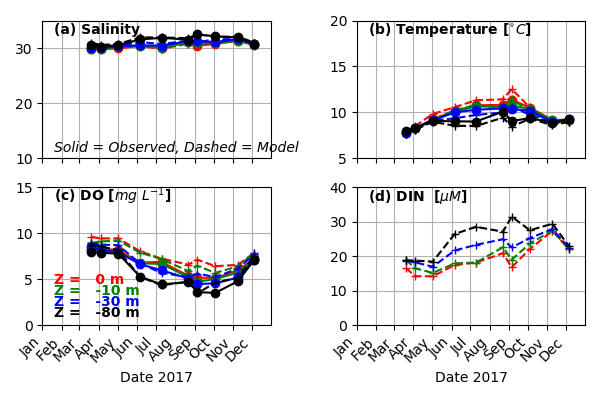 (a) Salinity
30
20
10
Solid = Observed, Dashed = Model
(b) Temperature [°C]
20
15
10
5
(c) DO [mg L⁻¹]
15
10
5
0
Z = 0 m
Z = -10 m
Z = -30 m
Z = -80 m
Jan Feb Mar Apr May Jun Jul Aug Sep Oct Nov Dec
Date 2017
(d) DIN [μM]
40
30
20
10
0
Jan Feb Mar Apr May Jun Jul Aug Sep Oct Nov Dec
Date 2017